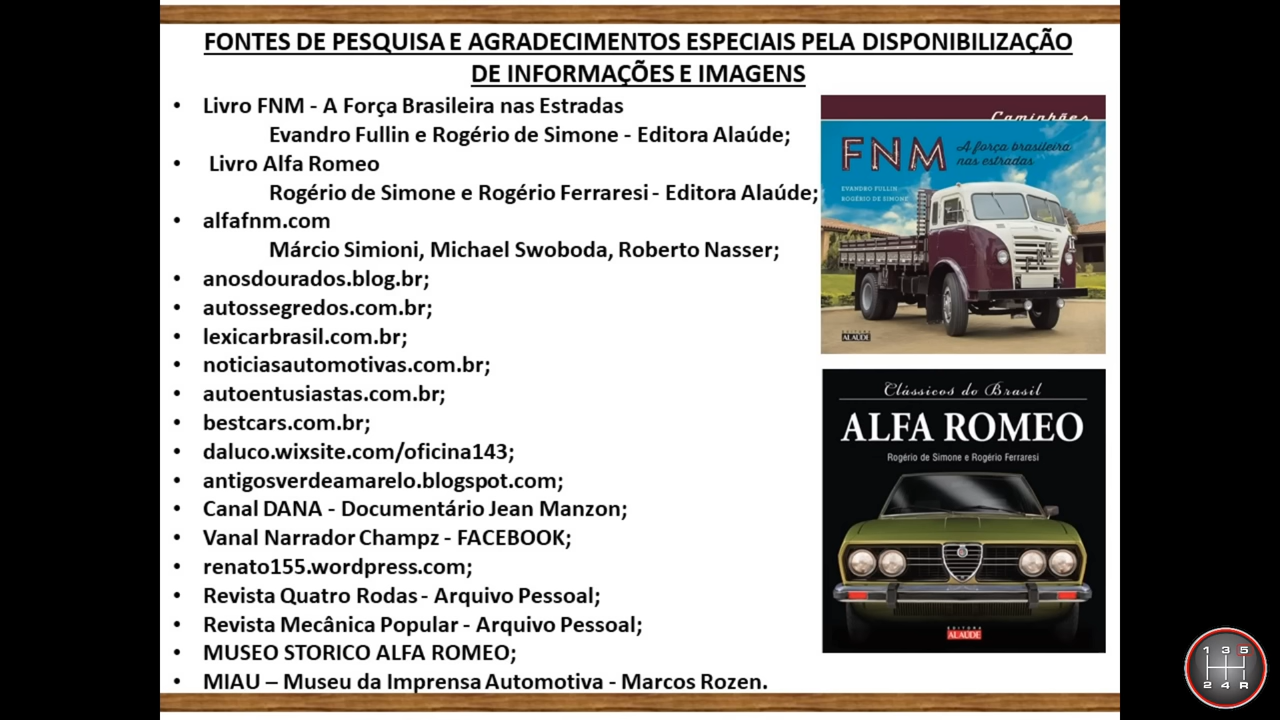 FONTES DE PESQUISA E AGRADECIMENTOS ESPECIAIS PELA DISPONIBILIZAÇÃO
DE INFORMAÇÕES E IMAGENS
• Livro FNM - A Força Brasileira nas Estradas
Evandro Fullin e Rogério de Simone - Editora Alaúde;
• Livro Alfa Romeo
Rogério de Simone e Rogério Ferraresi - Editora Alaúde;
• alfafnm.com
Márcio Simioni, Michael Swoboda, Roberto Nasser;
• anosdourados.blog.br;
• autossegredos.com.br;
• lexicarbrasil.com.br;
• noticiasautomotivas.com.br;
• autoentusiastas.com.br;
• bestcars.com.br;
• daluco.wixsite.com/oficina143;
• antigosverdeamarelo.blogspot.com;
• Canal DANA - Documentário Jean Manzon;
• Vanal Narrador Champz - FACEBOOK;
• renato155.wordpress.com;
• Revista Quatro Rodas - Arquivo Pessoal;
• Revista Mecânica Popular - Arquivo Pessoal;
• MUSEO STORICO ALFA ROMEO;
• MIAU – Museu da Imprensa Automotiva - Marcos Rozen.
Caminhões
FNM
A força brasileira
nas estradas
EVANDRO FULLIN
ROGÉRIO DE SIMONE
EDITORA
ALAÚDE
Clássicos do Brasil
ALFA ROMEO
Rogério de Simone e Rogério Ferraresi
EDITORA
ALAÚDE
1 3 5
2 4 R